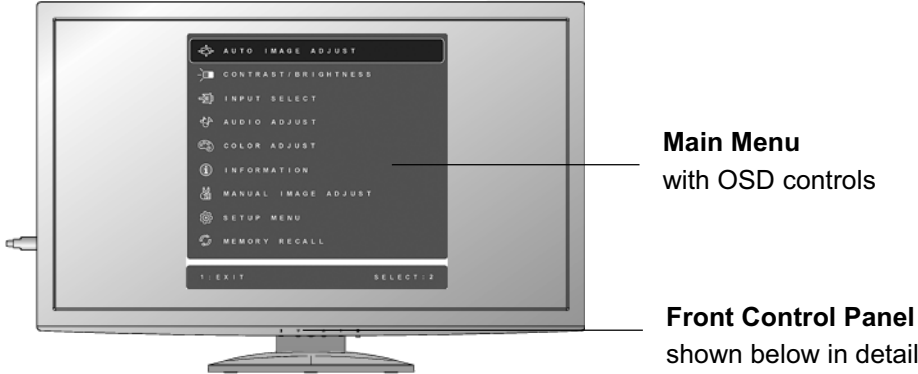 AUTO IMAGE ADJUST
CONTRAST/BRIGHTNESS
INPUT SELECT
AUDIO ADJUST
COLOR ADJUST
INFORMATION
MANUAL IMAGE ADJUST
SETUP MENU
MEMORY RECALL
1:EXIT SELECT:2
Main Menu
with OSD controls
Front Control Panel
shown below in detail